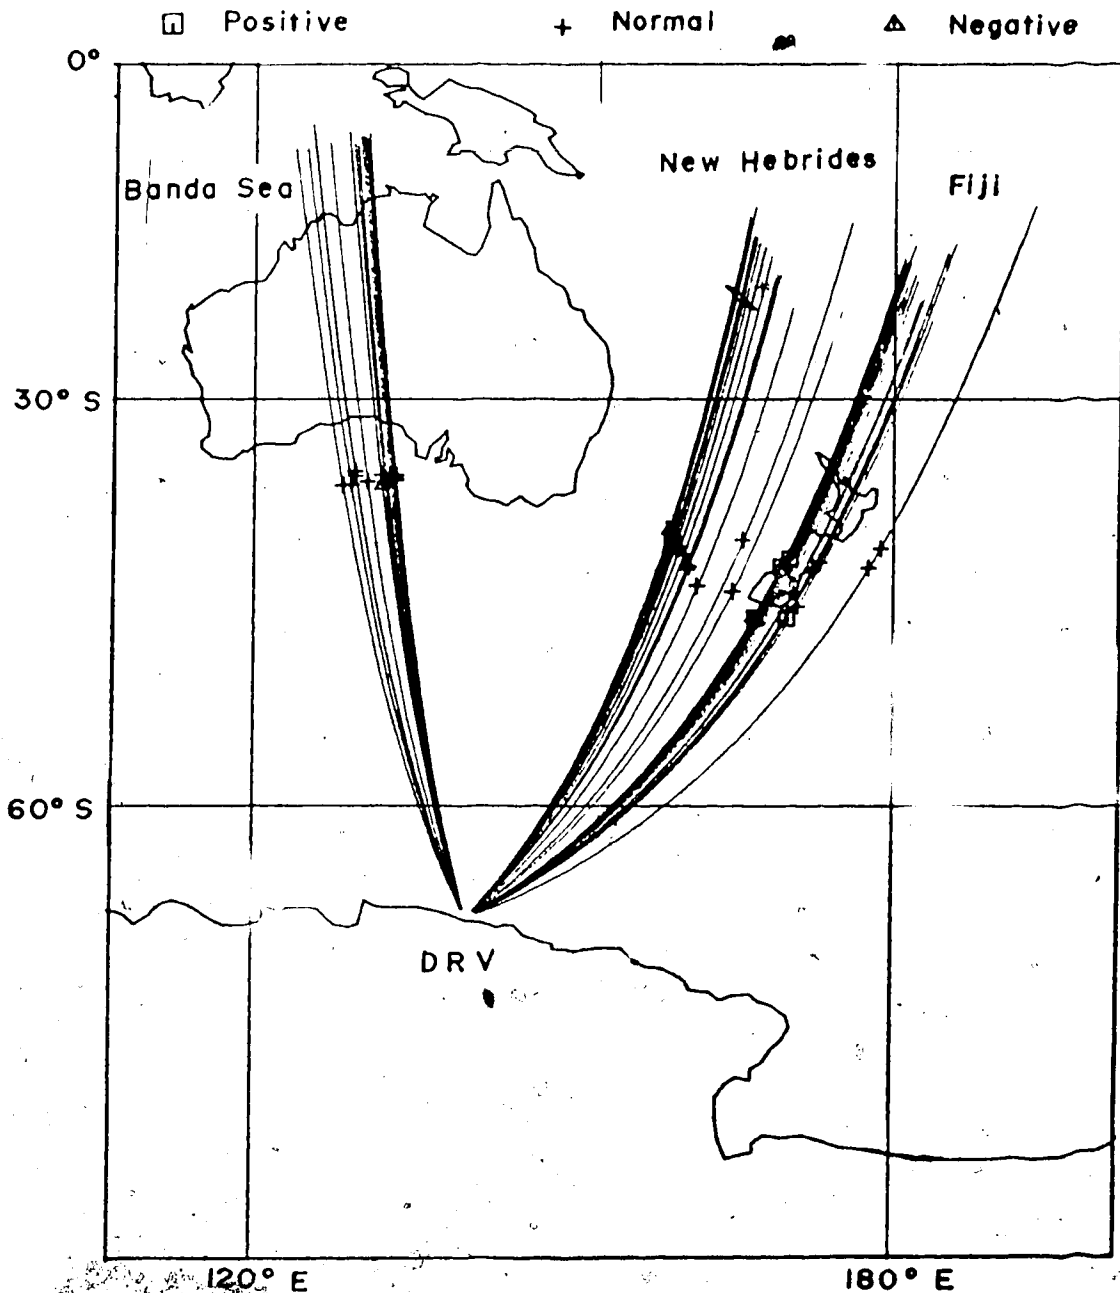 Positive + Normal Negative
0°
New Hebrides
Banda Sea
Fiji
30° S
60° S
DRV
120° E
180° E